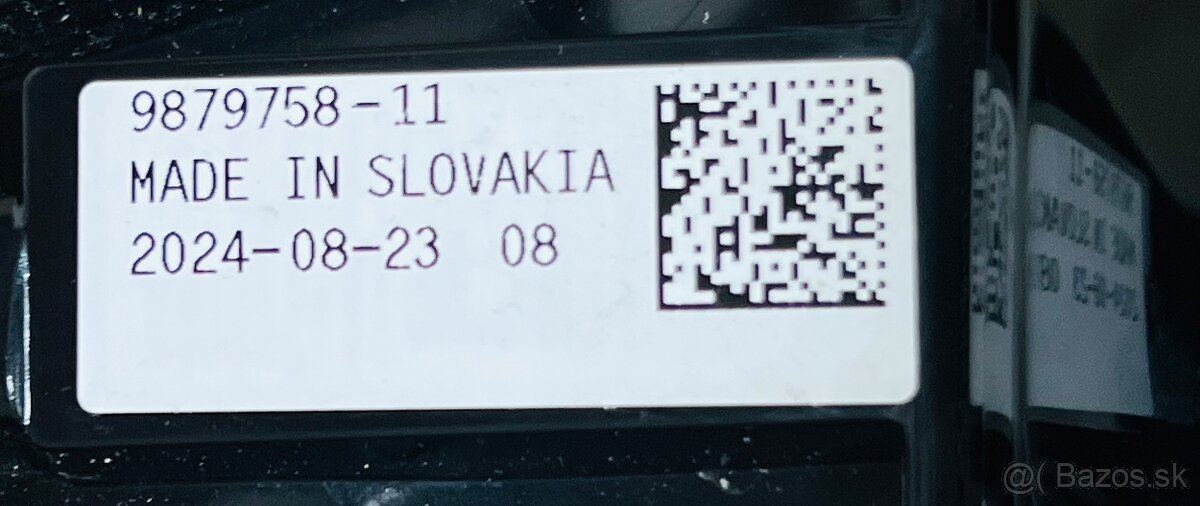 9879758-11
MADE IN SLOVAKIA
2024-08-23 08
@( Bazos.sk